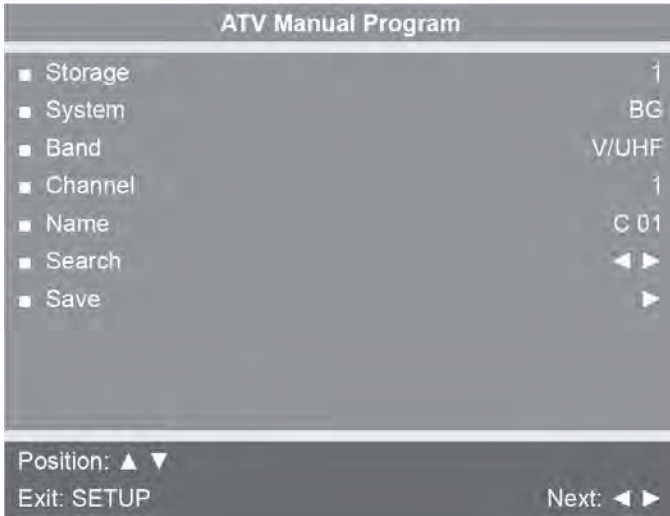 ATV Manual Program
■ Storage 1
■ System BG
■ Band V/UHF
■ Channel 1
■ Name C 01
■ Search ◄ ►
■ Save ►
Position: ▲ ▼
Exit: SETUP Next: ◄ ►